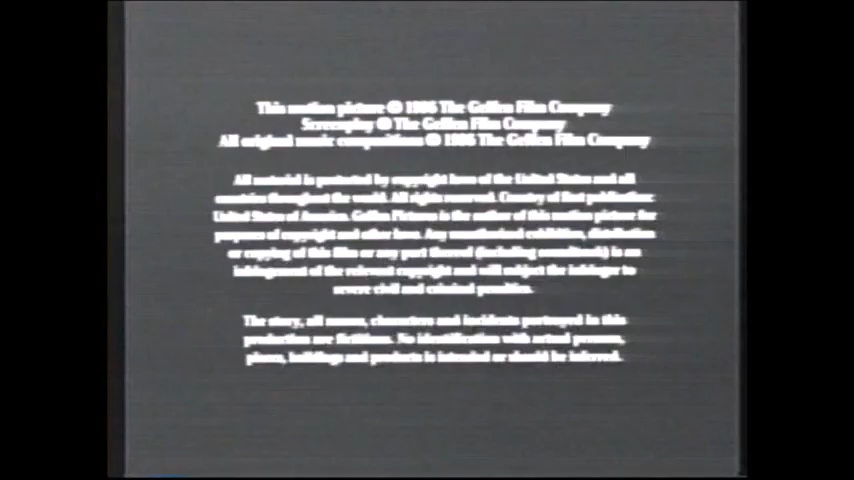 This motion picture © 1986 The Geffen Film Company
Screenplay © The Geffen Film Company
All original music compositions © 1986 The Geffen Film Company
All material is protected by copyright laws of the United States and all
countries throughout the world. All rights reserved. Country of first publication:
United States of America. Geffen Pictures is the author of this motion picture for
purposes of copyright and other laws. Any unauthorized exhibition, distribution
or copying of this film or any part thereof (including soundtrack) is an
infringement of the relevant copyright and will subject the infringer to
severe civil and criminal penalties.
The story, all names, characters and incidents portrayed in this
production are fictitious. No identification with actual persons,
places, buildings and products is intended or should be inferred.